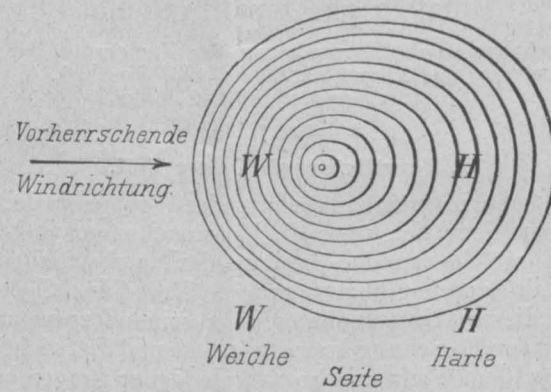 Vorherrschende
Windrichtung.
W H
W H
Weiche Harte
Seite